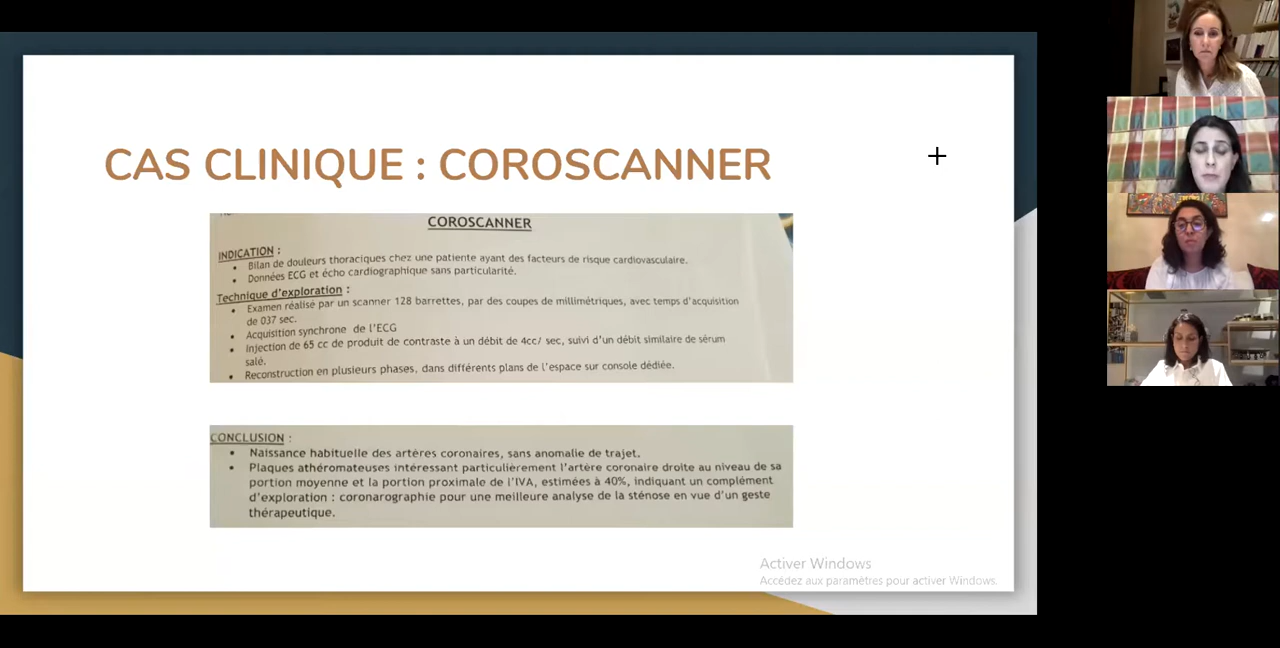 CAS CLINIQUE : COROSCANNER
COROSCANNER
INDICATION :
• Bilan de douleurs thoraciques chez une patiente ayant des facteurs de risque cardiovasculaire.
• Données ECG et écho cardiographique sans particularité.
Technique d'exploration :
• Examen réalisé par un scanner 128 barrettes, par des coupes de millimétriques, avec temps d'acquisition
de 037 sec.
• Acquisition synchrone de l'ECG
• Injection de 65 cc de produit de contraste à un débit de 4cc/ sec, suivi d'un débit similaire de sérum
salé.
• Reconstruction en plusieurs phases, dans différents plans de l'espace sur console dédiée.
CONCLUSION :
• Naissance habituelle des artères coronaires, sans anomalie de trajet.
• Plaques athéromateuses intéressant particulièrement l'artère coronaire droite au niveau de sa
portion moyenne et la portion proximale de l'IVA, estimées à 40%, indiquant un complément
d'exploration : coronarographie pour une meilleure analyse de la sténose en vue d'un geste
thérapeutique.
Activer Windows
Accédez aux paramètres pour activer Windows.